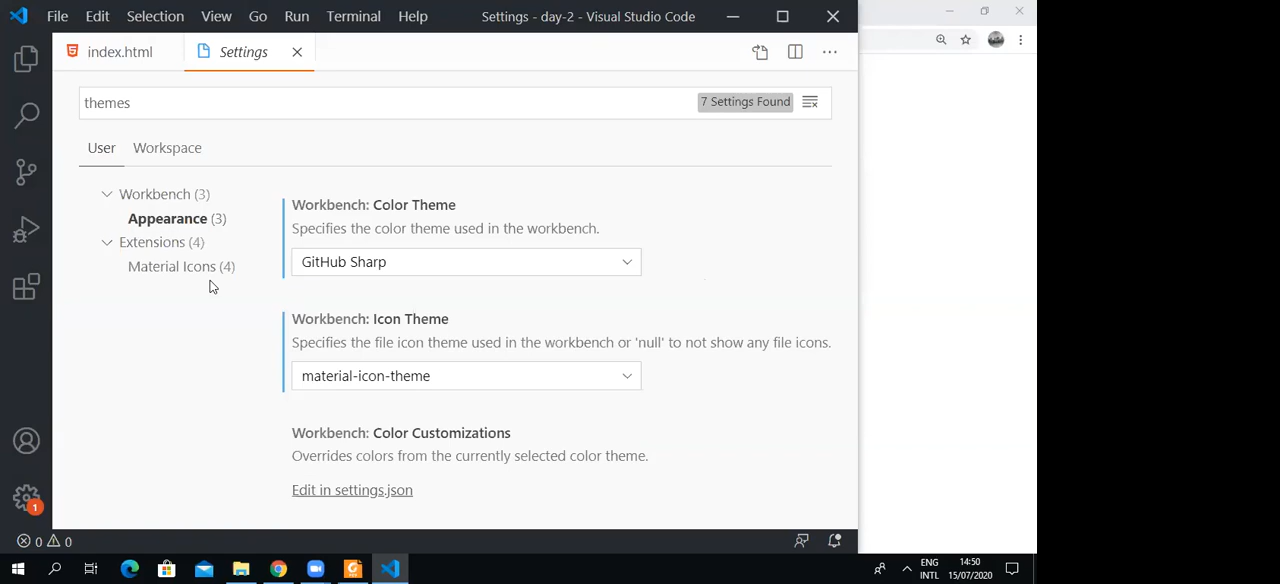 File Edit Selection View Go Run Terminal Help Settings - day-2 - Visual Studio Code
index.html Settings
themes 7 Settings Found
User Workspace
Workbench (3)
Appearance (3)
Extensions (4)
Material Icons (4)
Workbench: Color Theme
Specifies the color theme used in the workbench.
GitHub Sharp
Workbench: Icon Theme
Specifies the file icon theme used in the workbench or 'null' to not show any file icons.
material-icon-theme
Workbench: Color Customizations
Overrides colors from the currently selected color theme.
Edit in settings.json
1
0 0
ENG 14:50
INTL 15/07/2020